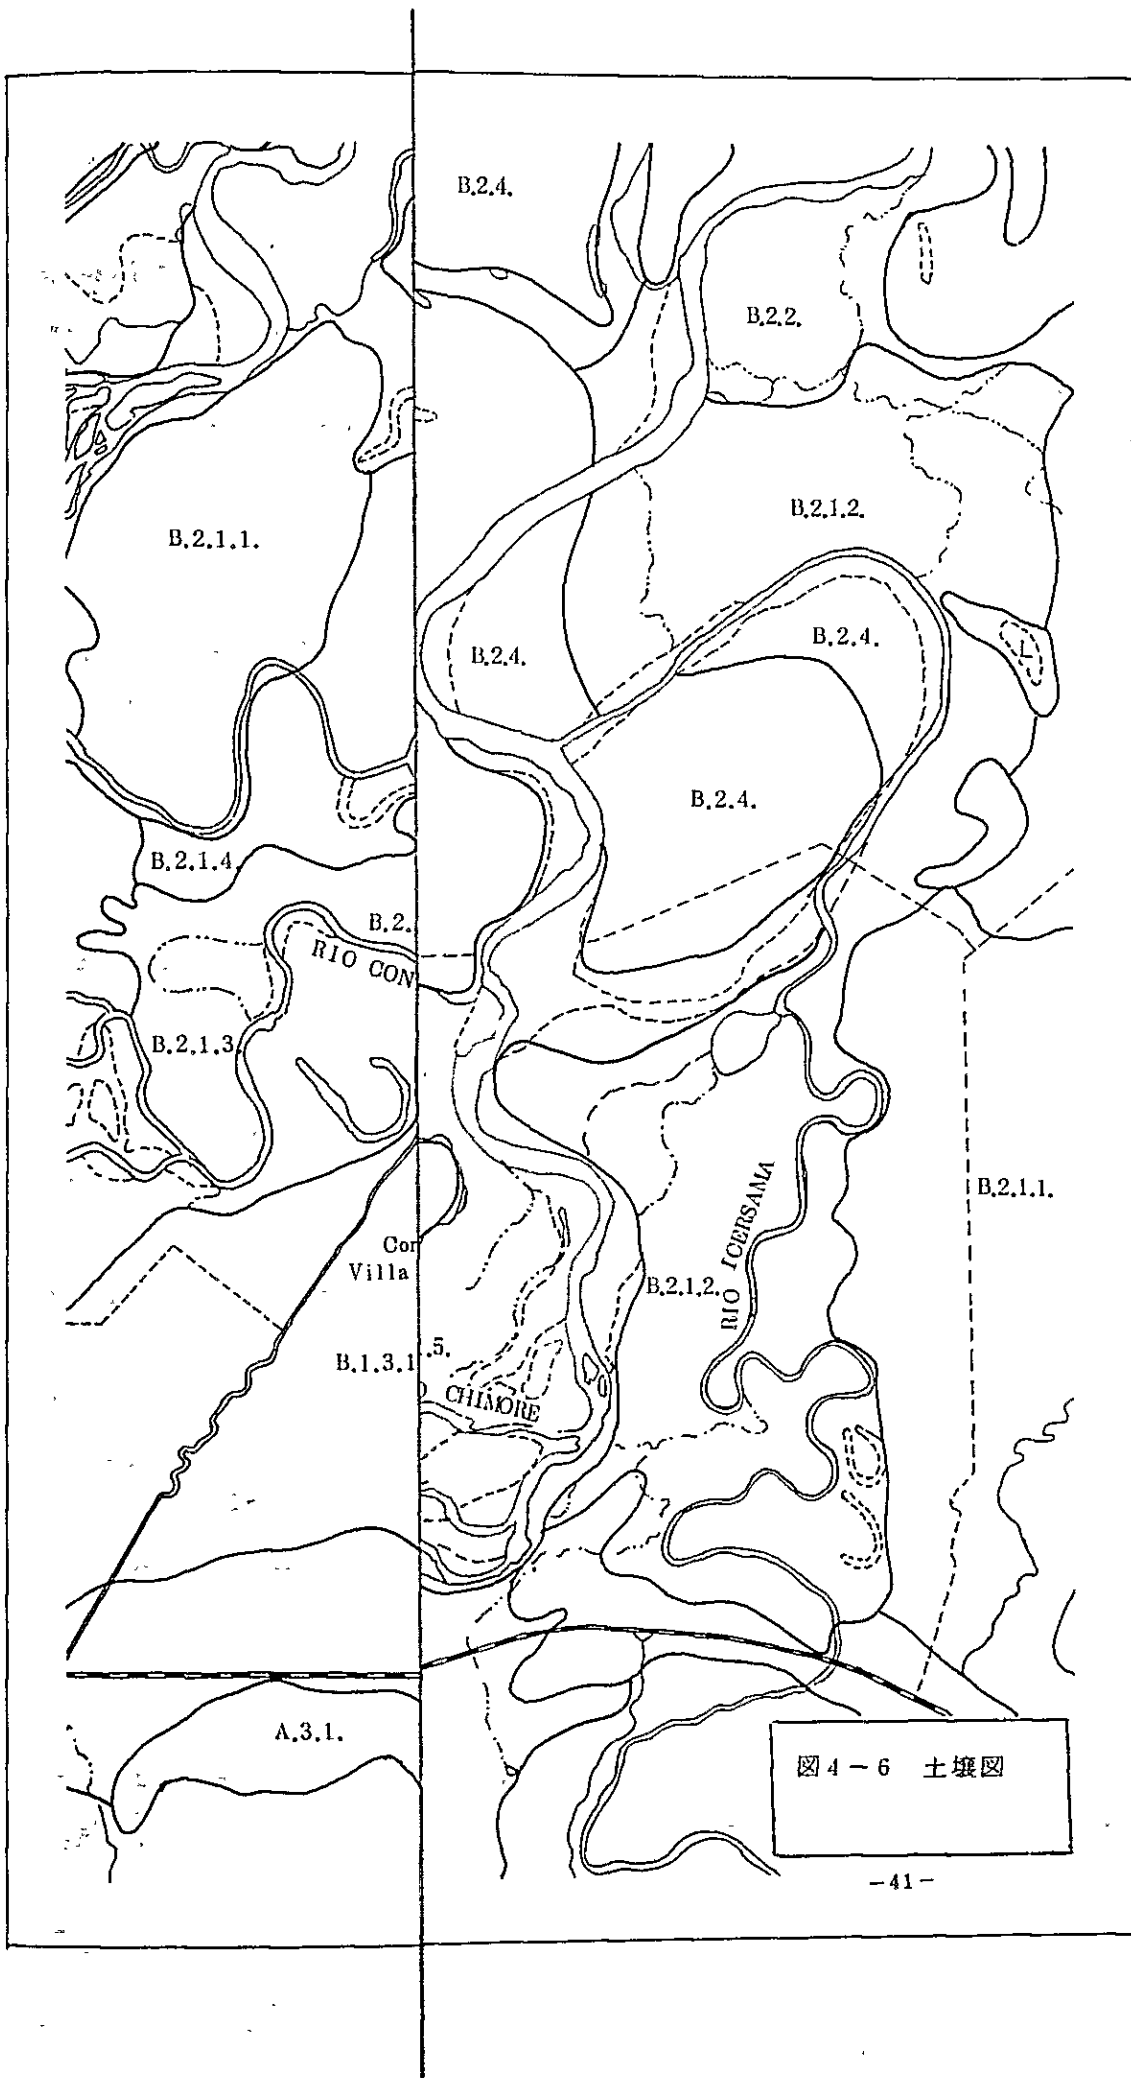 B.2.4.
B.2.2.
B.2.1.2.
B.2.1.1.
B.2.4.
B.2.4.
L
B.2.4.
B.2.1.4.
B.2.
RIO CON
B.2.1.3.
B.2.1.1.
RIO ICERSAMA
Cor
Villa
B.2.1.2.
B.1.3.1
.5.
O CHIMORE
A.3.1.
図4-6 土壌図
-41-